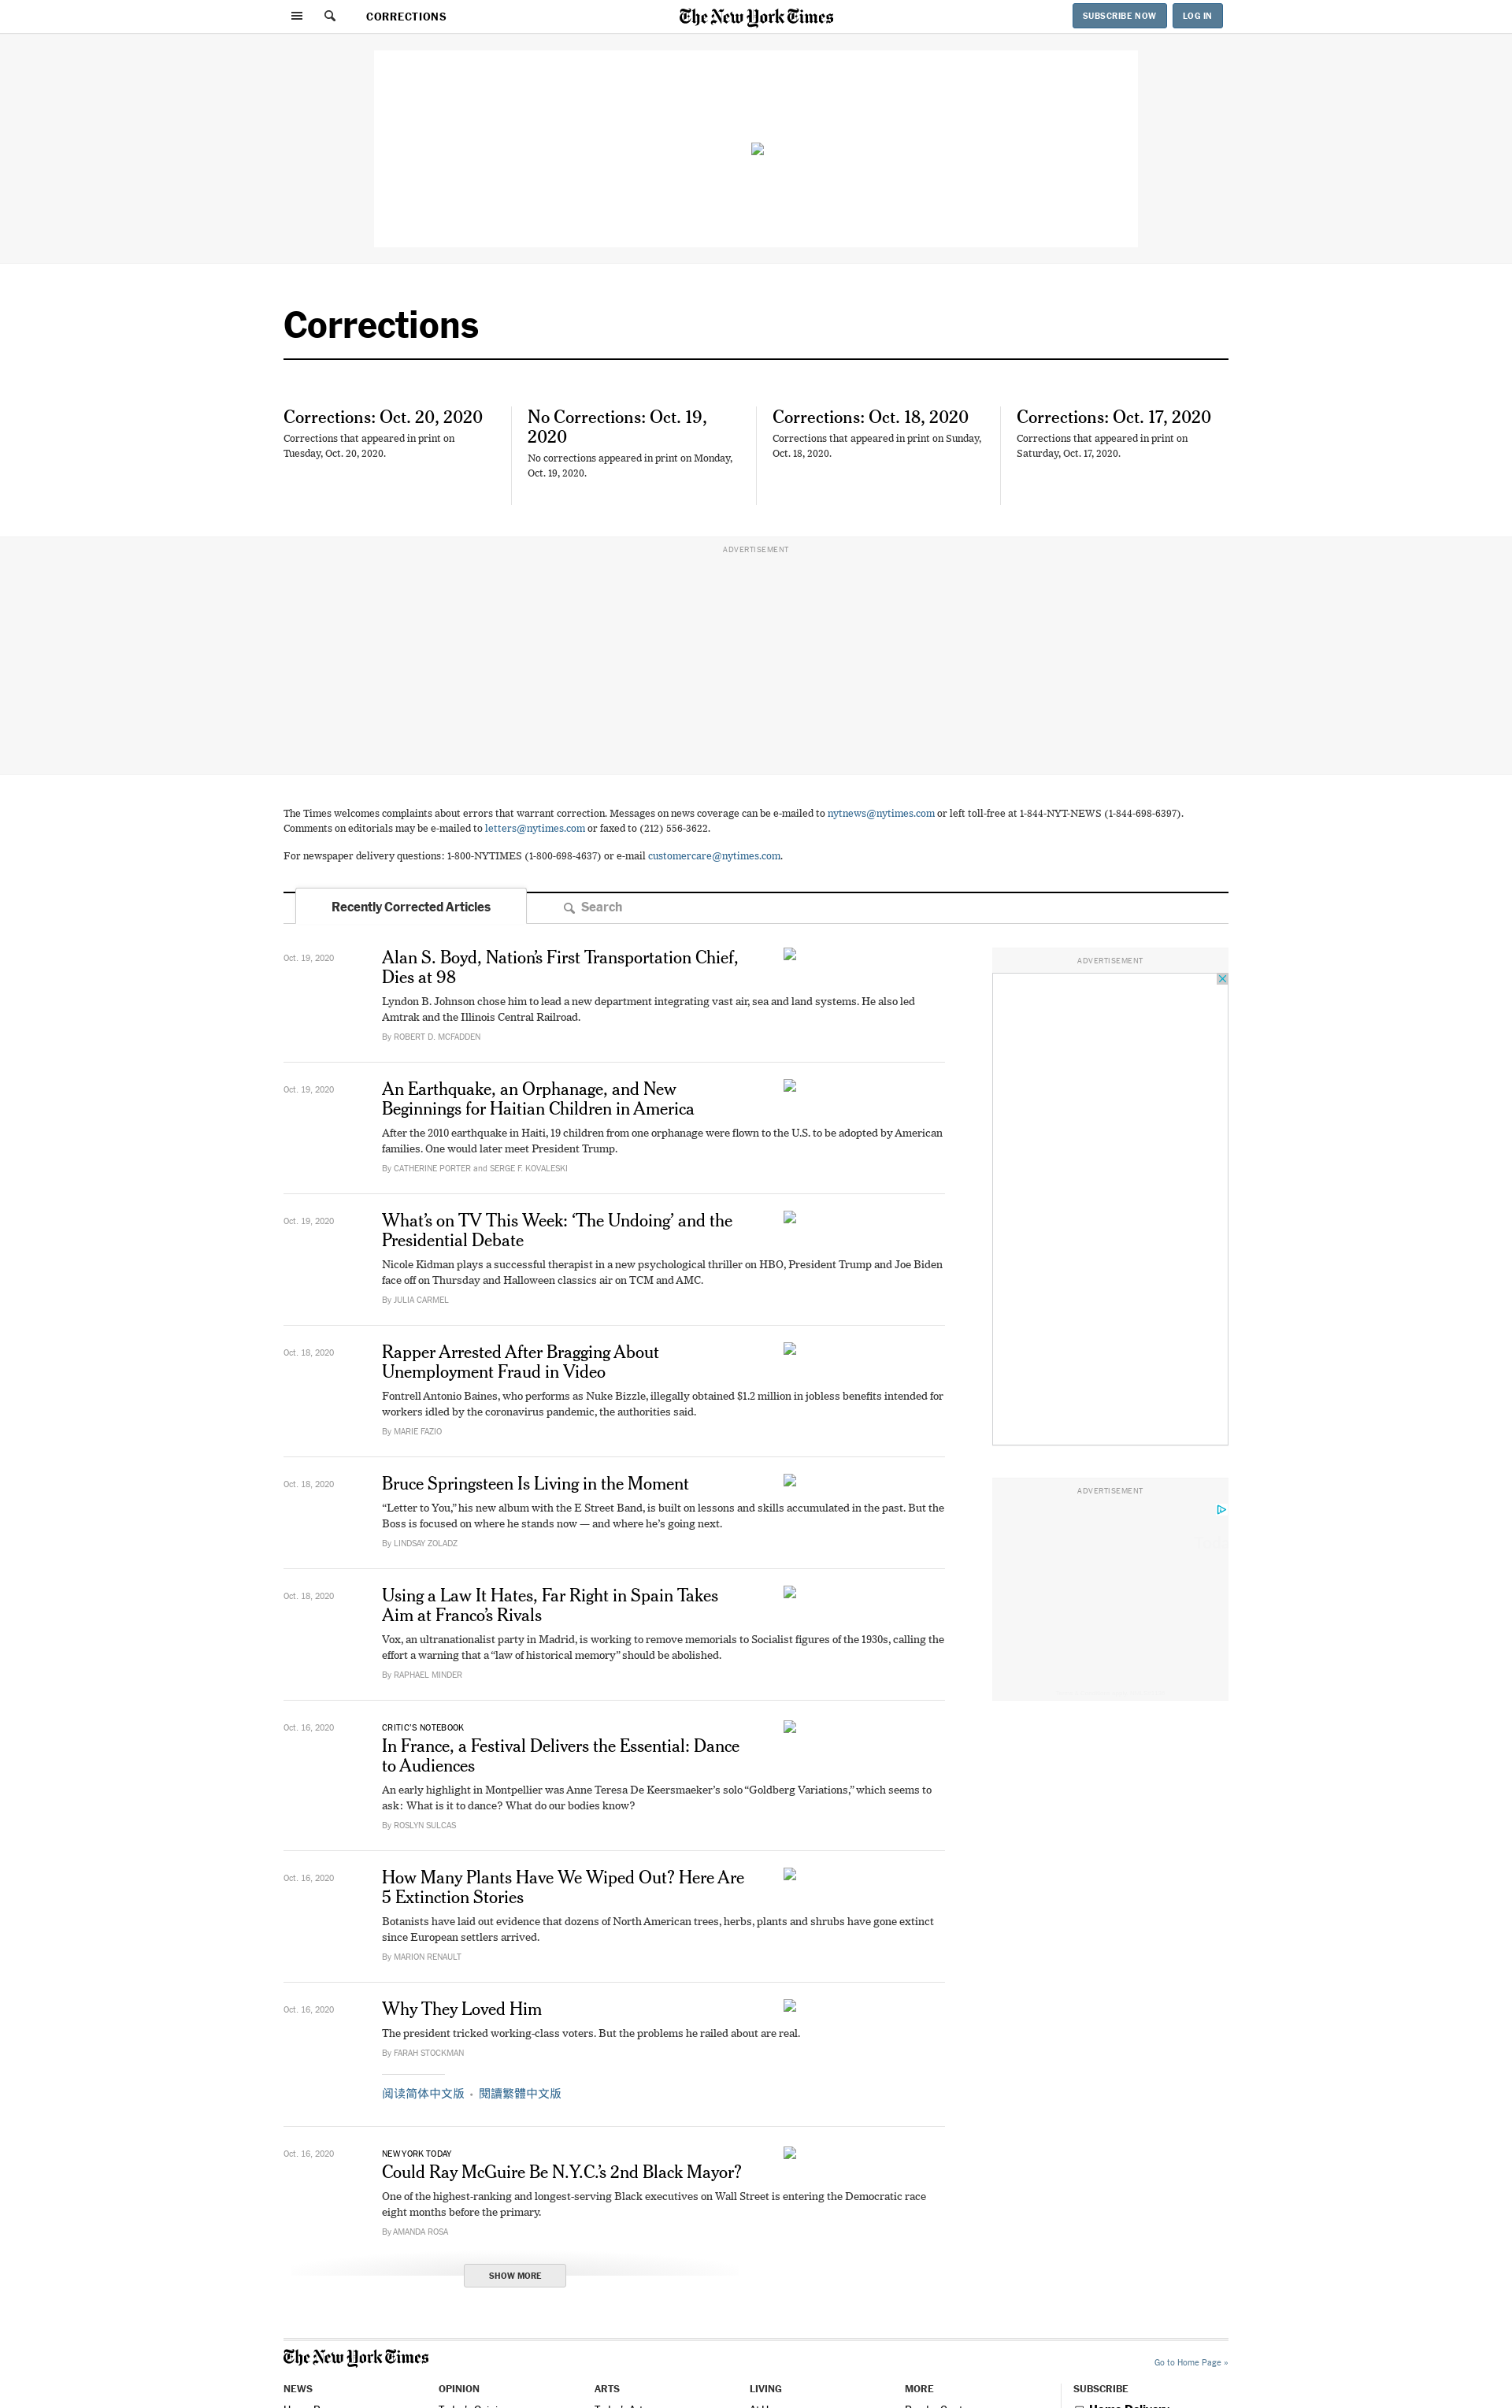 CORRECTIONS
The New York Times
SUBSCRIBE NOW
LOG IN
Corrections
Corrections: Oct. 20, 2020
Corrections that appeared in print on
Tuesday, Oct. 20, 2020.
No Corrections: Oct. 19,
2020
No corrections appeared in print on Monday,
Oct. 19, 2020.
Corrections: Oct. 18, 2020
Corrections that appeared in print on Sunday,
Oct. 18, 2020.
Corrections: Oct. 17, 2020
Corrections that appeared in print on
Saturday, Oct. 17, 2020.
ADVERTISEMENT
The Times welcomes complaints about errors that warrant correction. Messages on news coverage can be e-mailed to nytnews@nytimes.com or left toll-free at 1-844-NYT-NEWS (1-844-698-6397).
Comments on editorials may be e-mailed to letters@nytimes.com or faxed to (212) 556-3622.
For newspaper delivery questions: 1-800-NYTIMES (1-800-698-4637) or e-mail customercare@nytimes.com.
Recently Corrected Articles
Search
Oct. 19, 2020
Alan S. Boyd, Nation’s First Transportation Chief,
Dies at 98
Lyndon B. Johnson chose him to lead a new department integrating vast air, sea and land systems. He also led
Amtrak and the Illinois Central Railroad.
By ROBERT D. MCFADDEN
Oct. 19, 2020
An Earthquake, an Orphanage, and New
Beginnings for Haitian Children in America
After the 2010 earthquake in Haiti, 19 children from one orphanage were flown to the U.S. to be adopted by American
families. One would later meet President Trump.
By CATHERINE PORTER and SERGE F. KOVALESKI
Oct. 19, 2020
What’s on TV This Week: ‘The Undoing’ and the
Presidential Debate
Nicole Kidman plays a successful therapist in a new psychological thriller on HBO, President Trump and Joe Biden
face off on Thursday and Halloween classics air on TCM and AMC.
By JULIA CARMEL
Oct. 18, 2020
Rapper Arrested After Bragging About
Unemployment Fraud in Video
Fontrell Antonio Baines, who performs as Nuke Bizzle, illegally obtained $1.2 million in jobless benefits intended for
workers idled by the coronavirus pandemic, the authorities said.
By MARIE FAZIO
Oct. 18, 2020
Bruce Springsteen Is Living in the Moment
“Letter to You,” his new album with the E Street Band, is built on lessons and skills accumulated in the past. But the
Boss is focused on where he stands now — and where he’s going next.
By LINDSAY ZOLADZ
Oct. 18, 2020
Using a Law It Hates, Far Right in Spain Takes
Aim at Franco’s Rivals
Vox, an ultranationalist party in Madrid, is working to remove memorials to Socialist figures of the 1930s, calling the
effort a warning that a “law of historical memory” should be abolished.
By RAPHAEL MINDER
Oct. 16, 2020
CRITIC’S NOTEBOOK
In France, a Festival Delivers the Essential: Dance
to Audiences
An early highlight in Montpellier was Anne Teresa De Keersmaeker’s solo “Goldberg Variations,” which seems to
ask: What is it to dance? What do our bodies know?
By ROSLYN SULCAS
Oct. 16, 2020
How Many Plants Have We Wiped Out? Here Are
5 Extinction Stories
Botanists have laid out evidence that dozens of North American trees, herbs, plants and shrubs have gone extinct
since European settlers arrived.
By MARION RENAULT
Oct. 16, 2020
Why They Loved Him
The president tricked working-class voters. But the problems he railed about are real.
By FARAH STOCKMAN
阅读简体中文版 • 閱讀繁體中文版
Oct. 16, 2020
NEW YORK TODAY
Could Ray McGuire Be N.Y.C.’s 2nd Black Mayor?
One of the highest-ranking and longest-serving Black executives on Wall Street is entering the Democratic race
eight months before the primary.
By AMANDA ROSA
SHOW MORE
ADVERTISEMENT
ADVERTISEMENT
The New York Times
Go to Home Page »
NEWS
OPINION
ARTS
LIVING
MORE
SUBSCRIBE